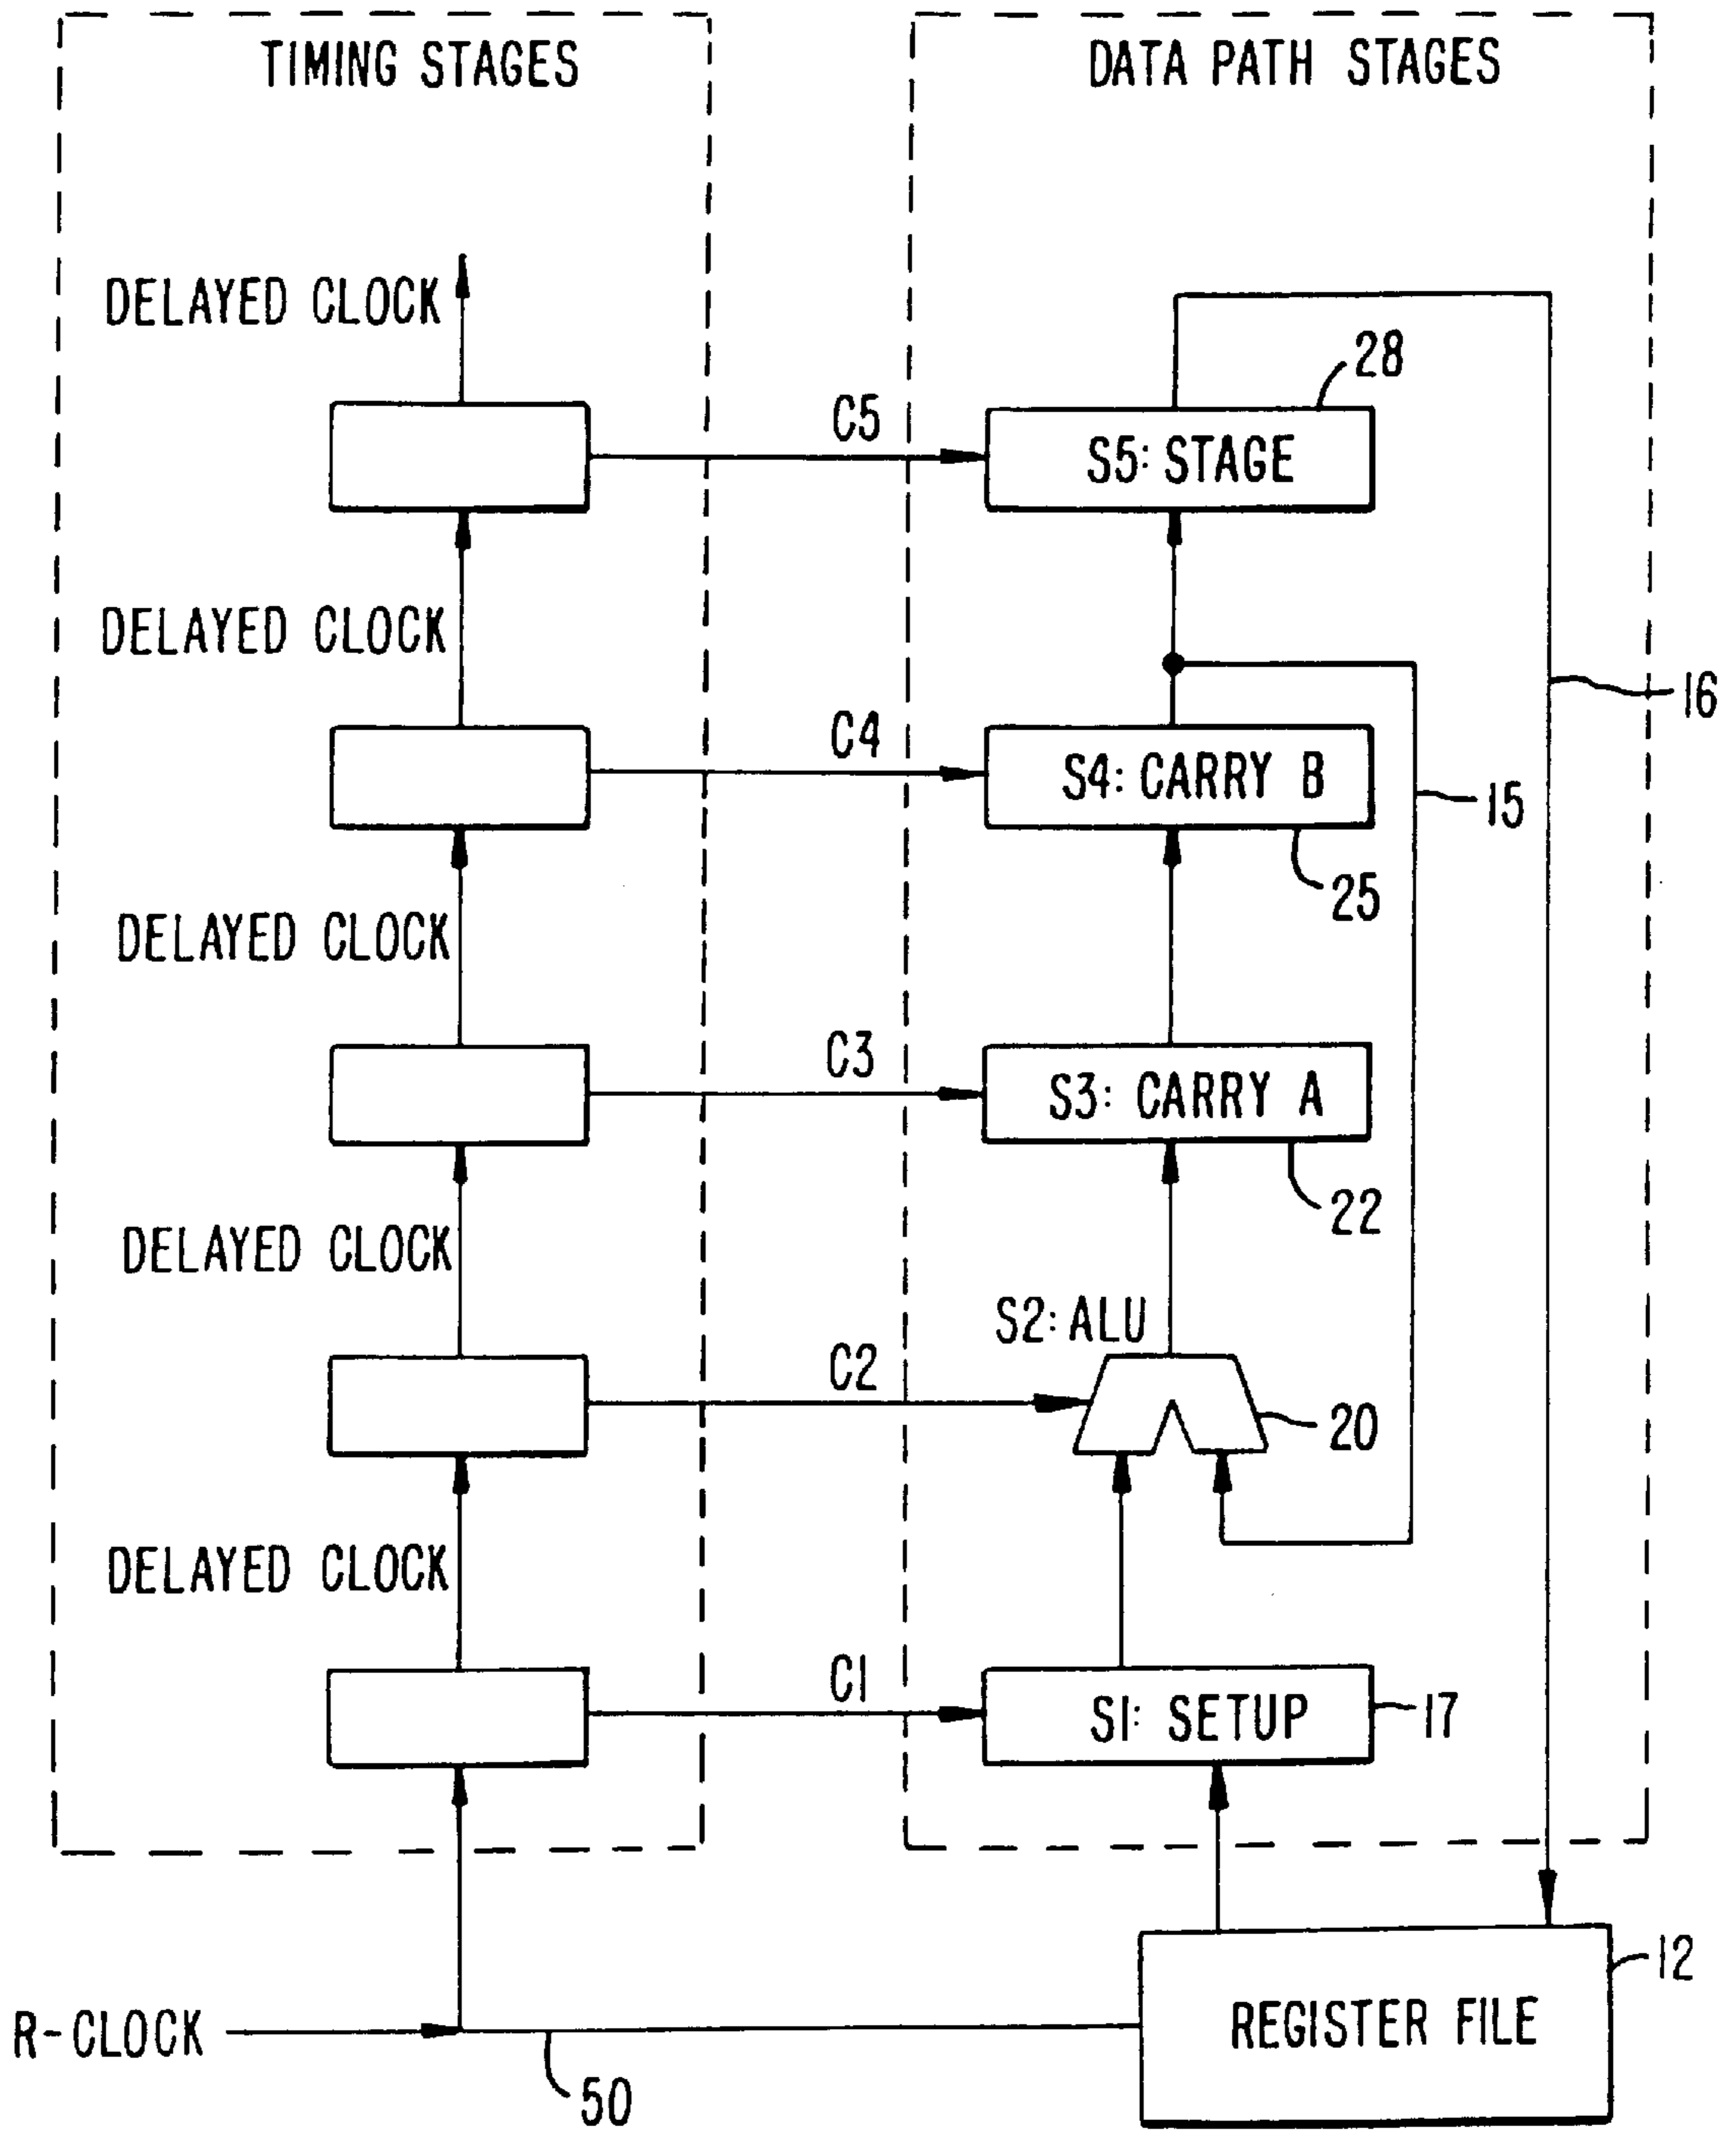 TIMING STAGES
DATA PATH STAGES
DELAYED CLOCK
28
C5
S5: STAGE
DELAYED CLOCK
16
C4
S4: CARRY B
15
25
DELAYED CLOCK
C3
S3: CARRY A
22
DELAYED CLOCK
S2: ALU
C2
20
DELAYED CLOCK
C1
S1: SETUP
17
12
R-CLOCK
REGISTER FILE
50